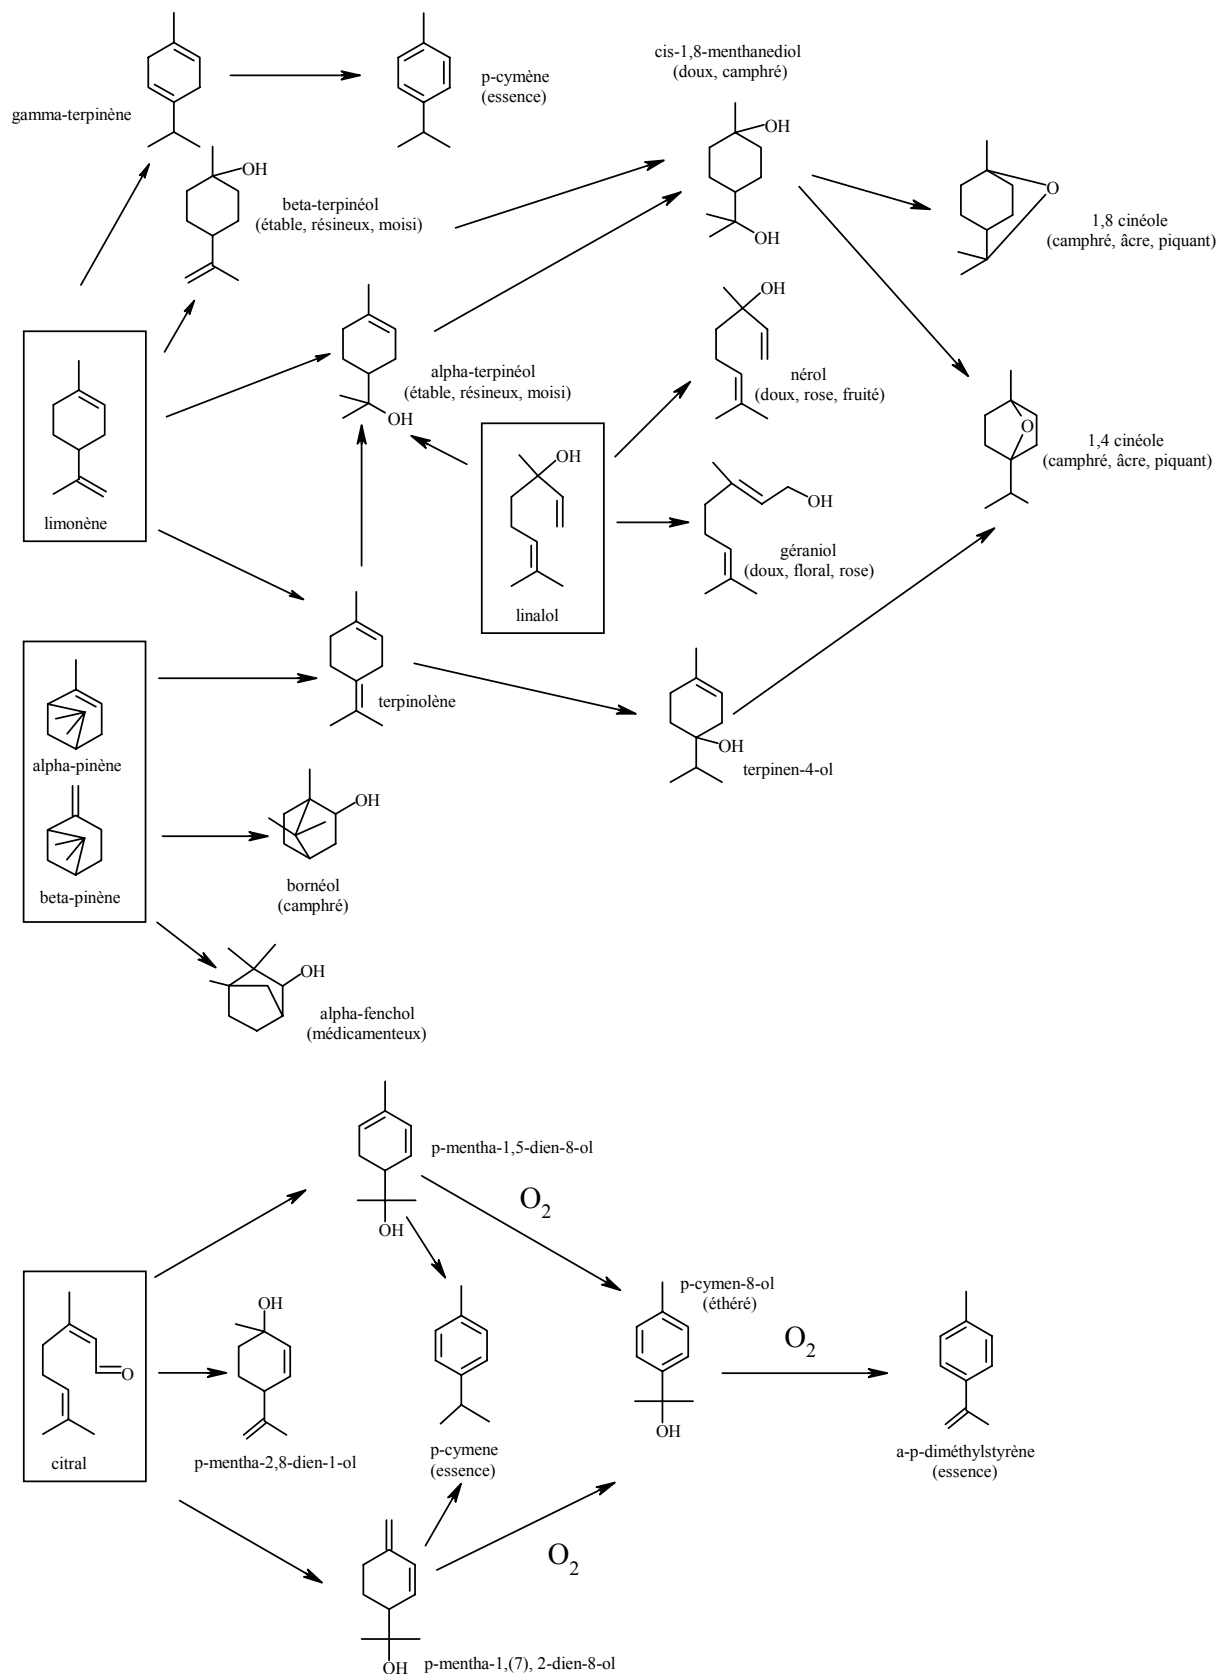 cis-1,8-menthanediol
(doux, camphré)
p-cymène
(essence)
gamma-terpinène
OH
OH
beta-terpinéol
(étable, résineux, moisi)
OH
O
1,8 cinéole
(camphré, âcre, piquant)
OH
alpha-terpinéol
(étable, résineux, moisi)
OH
nérol
(doux, rose, fruité)
limonène
OH
linalol
OH
géraniol
(doux, floral, rose)
O
1,4 cinéole
(camphré, âcre, piquant)
terpinolène
OH
terpinen-4-ol
alpha-pinène
beta-pinène
OH
bornéol
(camphré)
OH
alpha-fenchol
(médicamenteux)
p-mentha-1,5-dien-8-ol
OH
O2
citral
O
OH
p-mentha-2,8-dien-1-ol
p-cymene
(essence)
p-cymen-8-ol
(éthéré)
OH
O2
a-p-diméthylstyrène
(essence)
O2
OH
p-mentha-1,(7), 2-dien-8-ol